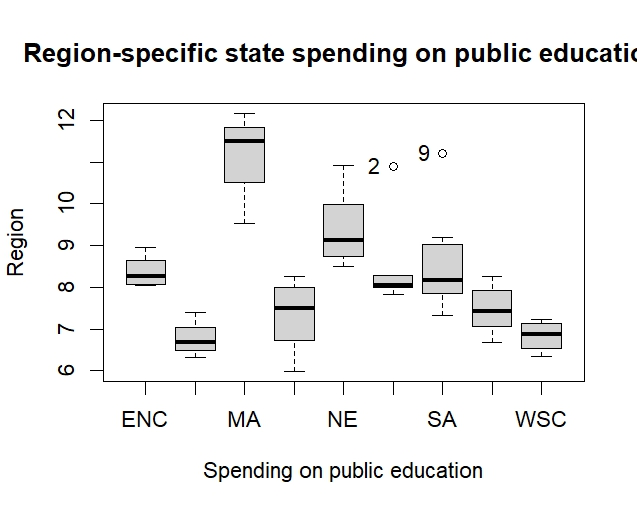 Region-specific state spending on public educatio
12
10
9
8
7
6
Region
2
9
ENC MA NE SA WSC
Spending on public education